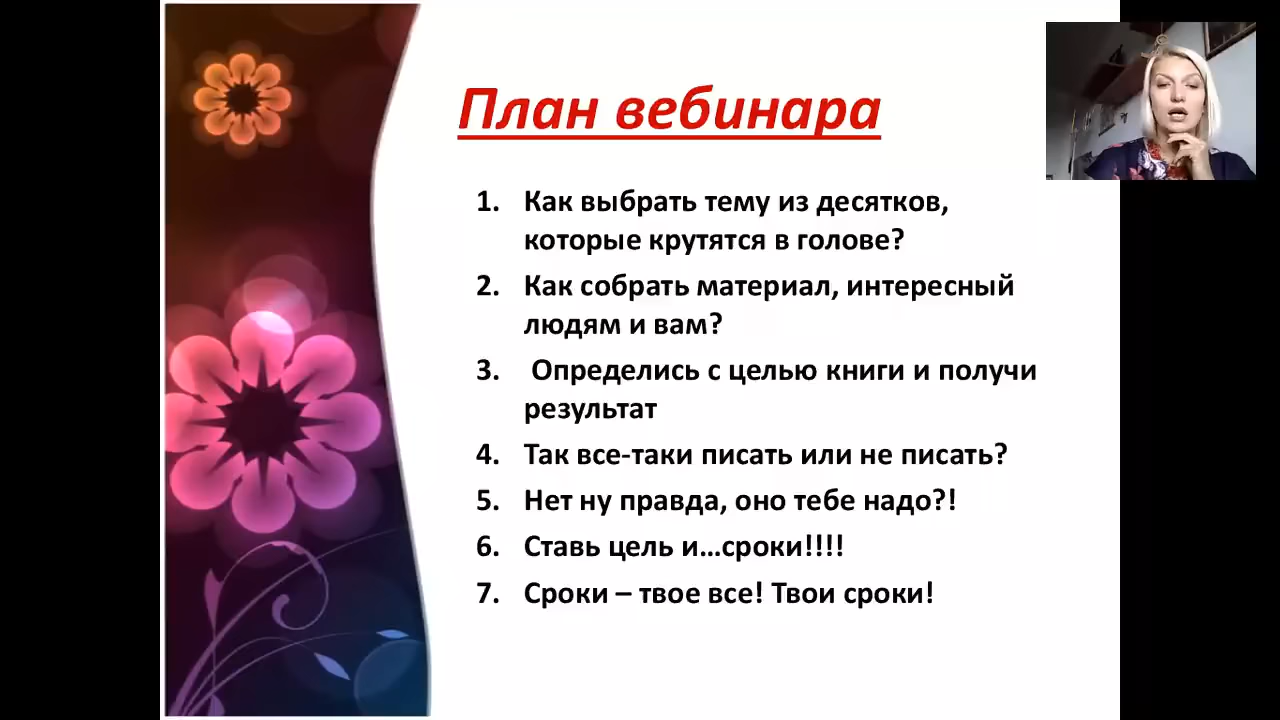 План вебинара
1. Как выбрать тему из десятков,
которые крутятся в голове?
2. Как собрать материал, интересный
людям и вам?
3. Определись с целью книги и получи
результат
4. Так все-таки писать или не писать?
5. Нет ну правда, оно тебе надо?!
6. Ставь цель и...сроки!!!!
7. Сроки – твое все! Твои сроки!